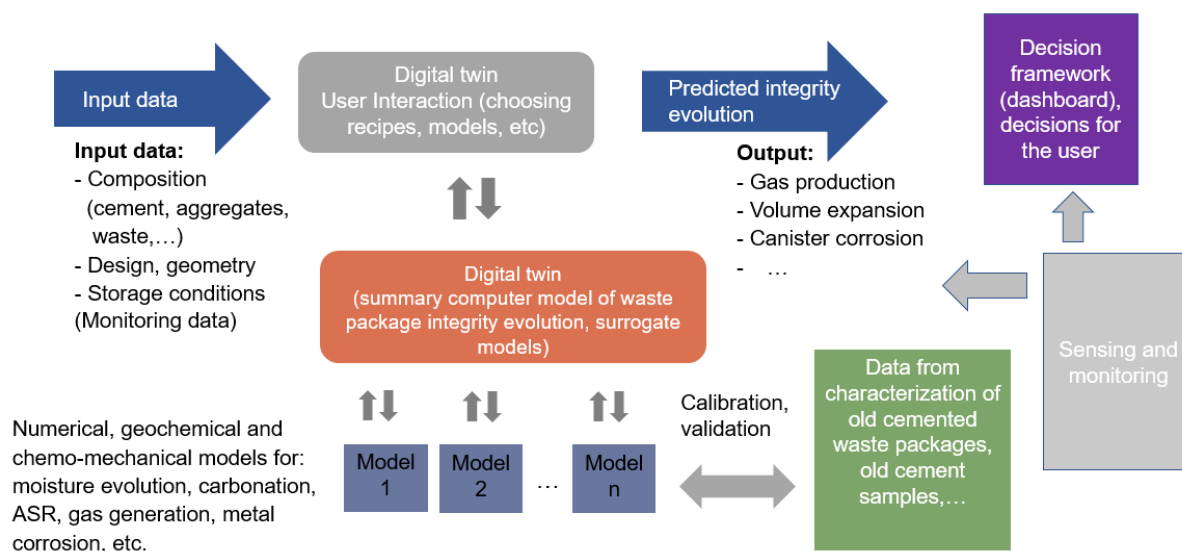 Input data
Input data:
- Composition
(cement, aggregates,
waste,…)
- Design, geometry
- Storage conditions
(Monitoring data)
Digital twin
User Interaction (choosing
recipes, models, etc)
Predicted integrity
evolution
Output:
- Gas production
- Volume expansion
- Canister corrosion
- …
Decision
framework
(dashboard),
decisions for
the user
Digital twin
(summary computer model of waste
package integrity evolution, surrogate
models)
Sensing and
monitoring
Numerical, geochemical and
chemo-mechanical models for:
moisture evolution, carbonation,
ASR, gas generation, metal
corrosion, etc.
Model
1
Model
2
…
Model
n
Calibration,
validation
Data from
characterization of
old cemented
waste packages,
old cement
samples,…